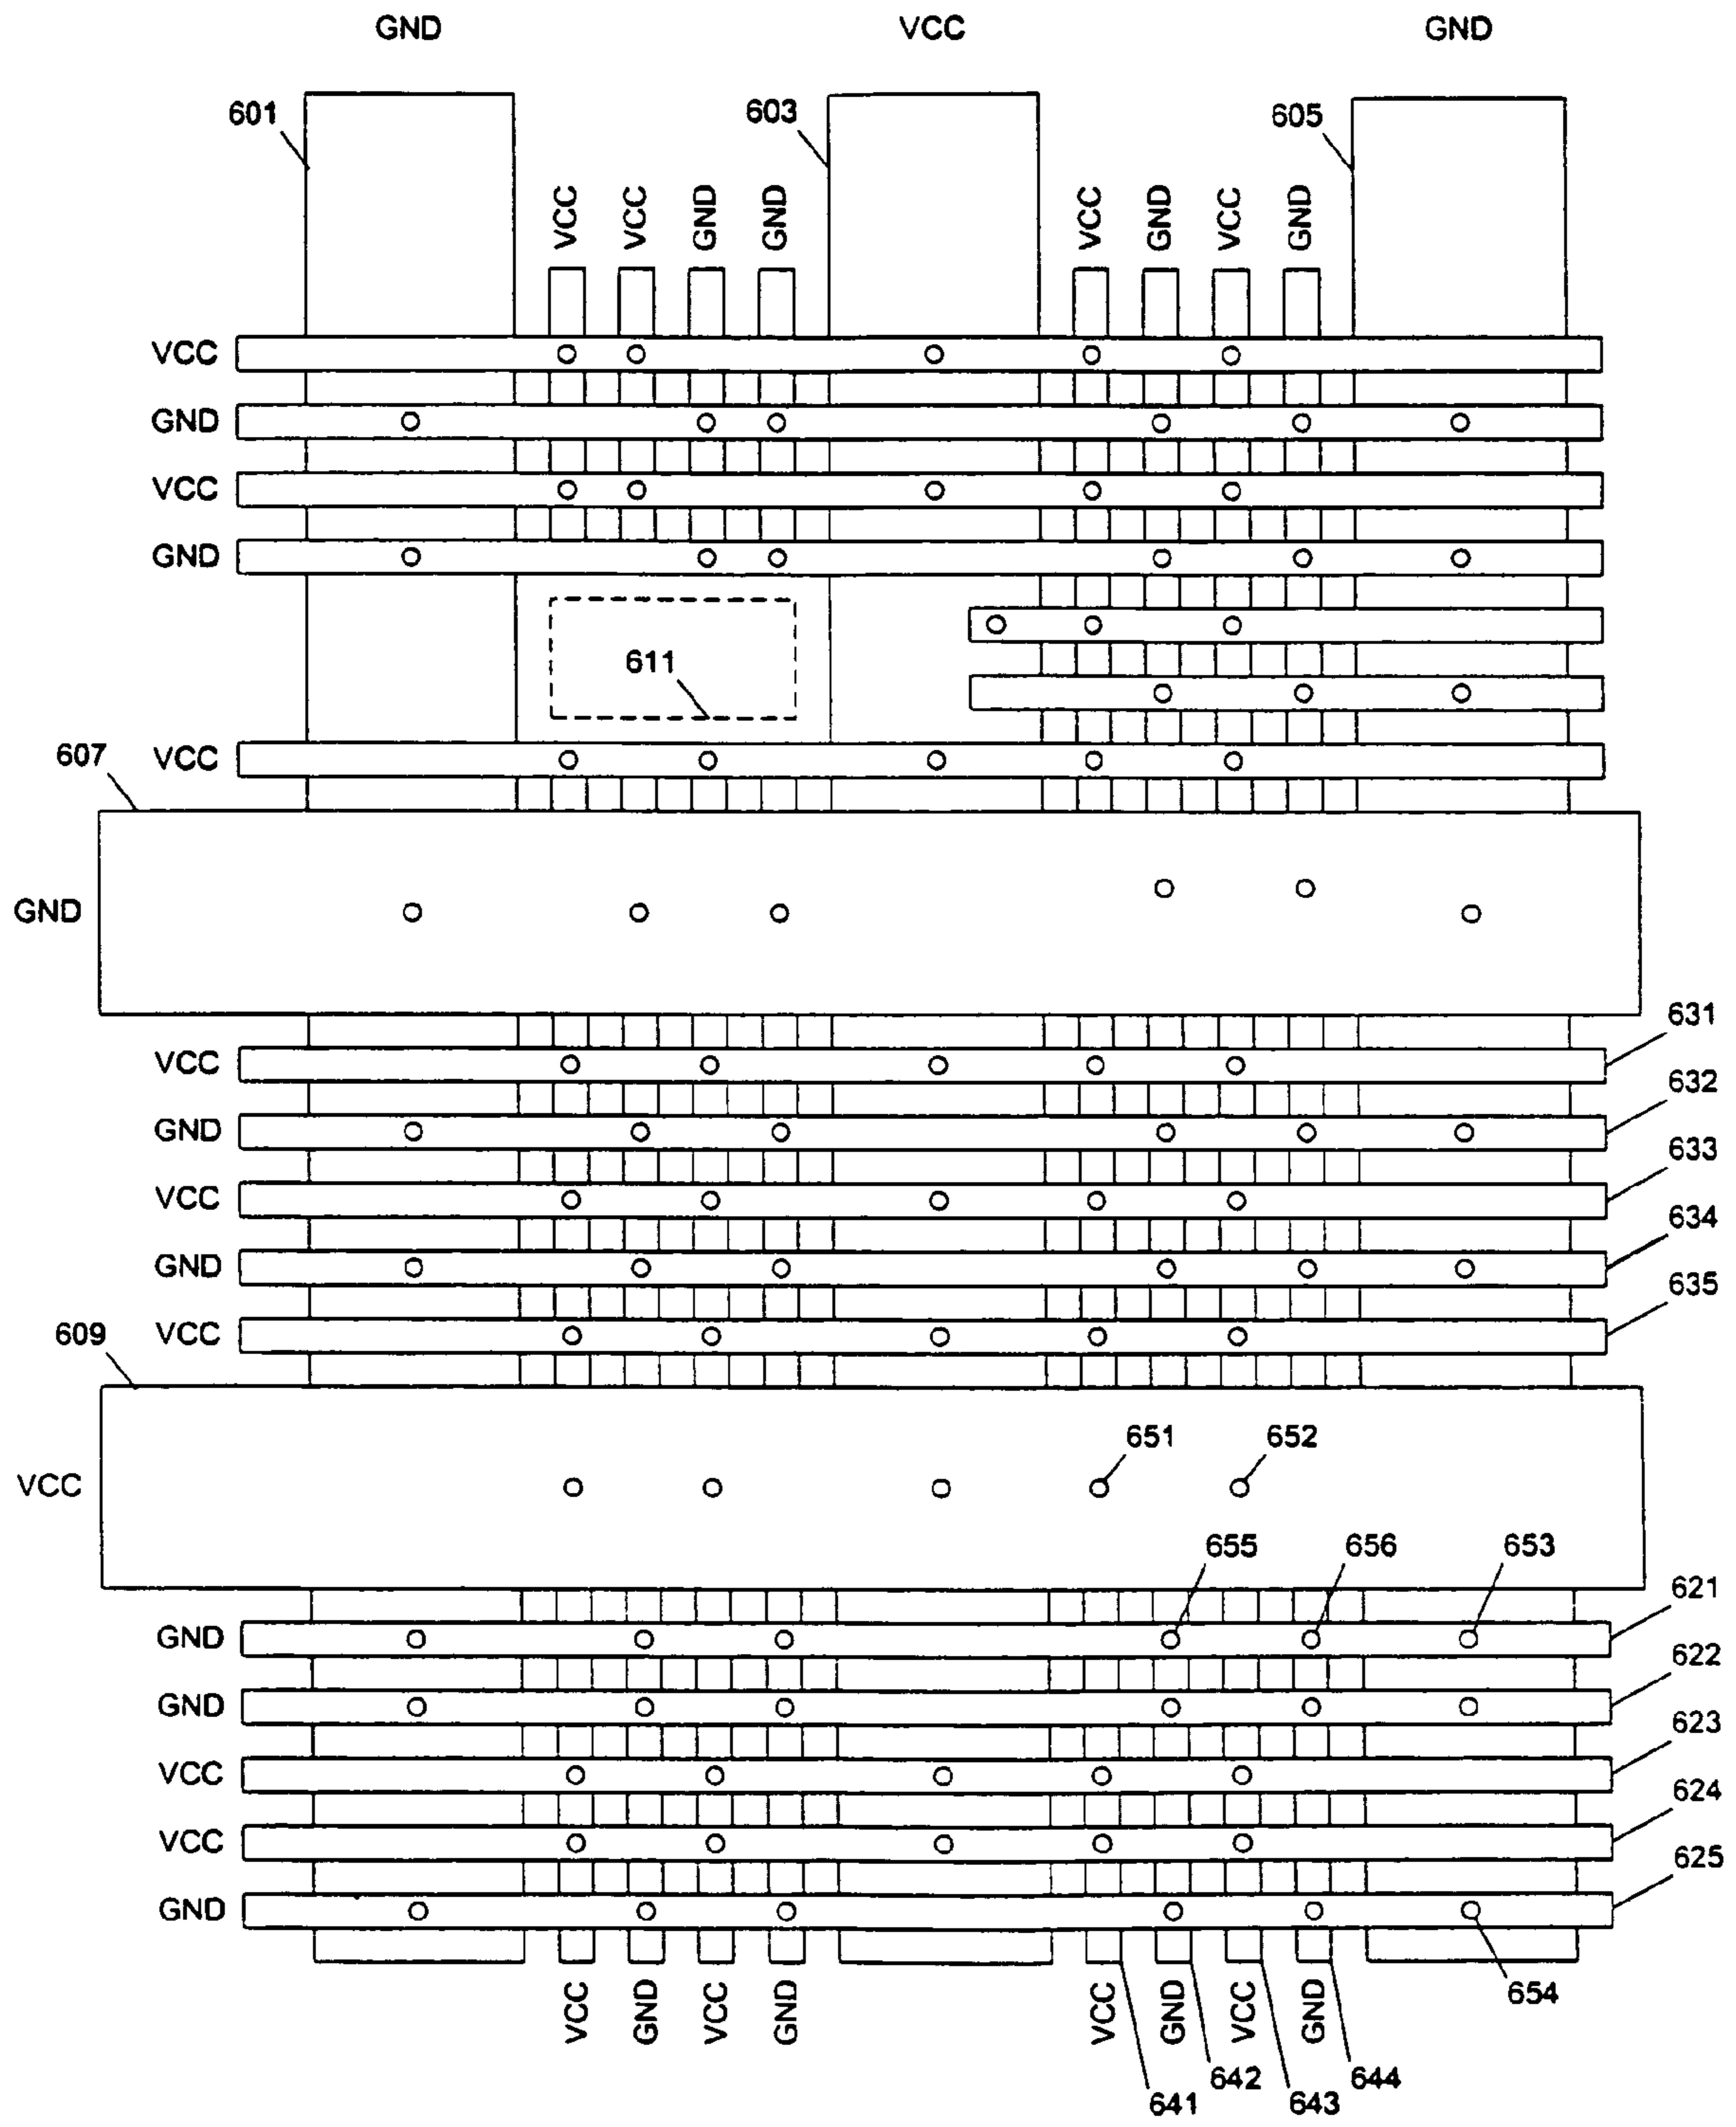 GND VCC GND
601 603 605
VCC VCC GND GND VCC GND VCC GND
VCC
GND
VCC
GND
611
607 VCC
GND
631
VCC
632
GND
633
VCC
634
GND
635
609 VCC
651 652
VCC
655 656 653
621
GND
622
GND
623
VCC
624
VCC
625
GND
654
VCC GND VCC GND VCC GND VCC GND
641 642 643 644